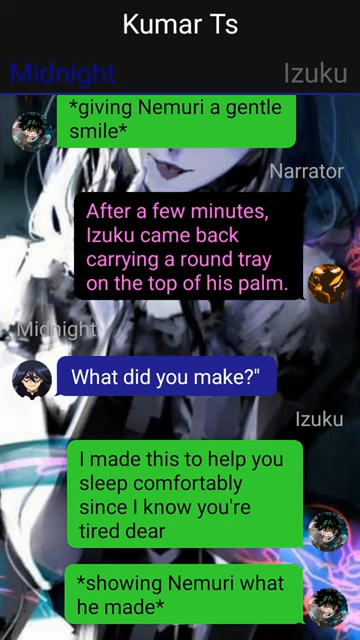 Kumar Ts
Midnight
Izuku
*giving Nemuri a gentle
smile*
Narrator
After a few minutes,
Izuku came back
carrying a round tray
on the top of his palm.
Midnight
What did you make?"
Izuku
I made this to help you
sleep comfortably
since I know you're
tired dear
*showing Nemuri what
he made*